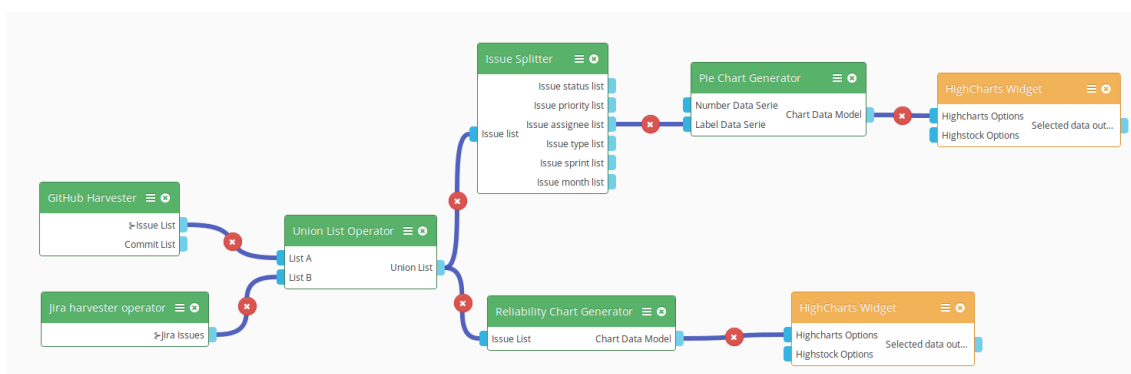 Issue Splitter
Issue status list
Issue priority list
Issue assignee list
Issue type list
Issue sprint list
Issue month list
Issue list
Pie Chart Generator
Number Data Serie
Label Data Serie
Chart Data Model
HighCharts Widget
Highcharts Options
Highstock Options
Selected data out...
GitHub Harvester
Issue List
Commit List
Union List Operator
List A
List B
Union List
Jira harvester operator
Jira Issues
Reliability Chart Generator
Issue List
Chart Data Model
HighCharts Widget
Highcharts Options
Highstock Options
Selected data out...